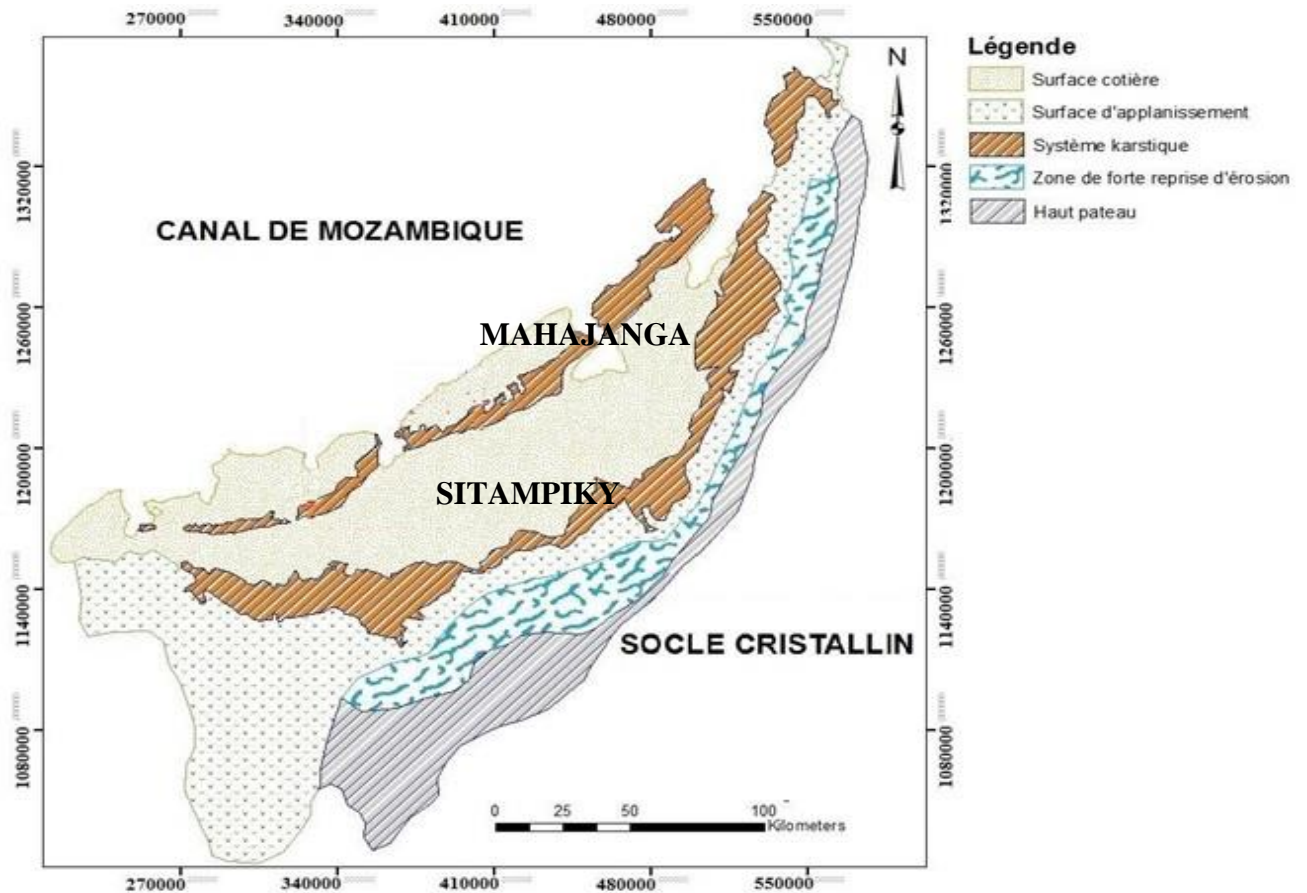 270000 340000 410000 480000 550000
Légende
N
Surface cotière
Surface d'applanissement
Système karstique
Zone de forte reprise d'érosion
Haut pateau
1320000 1320000
CANAL DE MOZAMBIQUE
1260000 1260000
MAHAJANGA
1200000 1200000
SITAMPIKY
1140000 1140000
SOCLE CRISTALLIN
1080000 1080000
0 25 50 100
Kilometers
270000 340000 410000 480000 550000